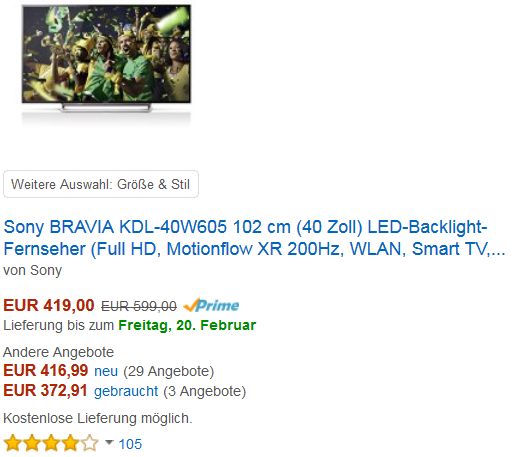 Weitere Auswahl: Größe & Stil
Sony BRAVIA KDL-40W605 102 cm (40 Zoll) LED-Backlight-
Fernseher (Full HD, Motionflow XR 200Hz, WLAN, Smart TV,...
von Sony
EUR 419,00 EUR 599,00 Prime
Lieferung bis zum Freitag, 20. Februar
Andere Angebote
EUR 416,99 neu (29 Angebote)
EUR 372,91 gebraucht (3 Angebote)
Kostenlose Lieferung möglich.
105